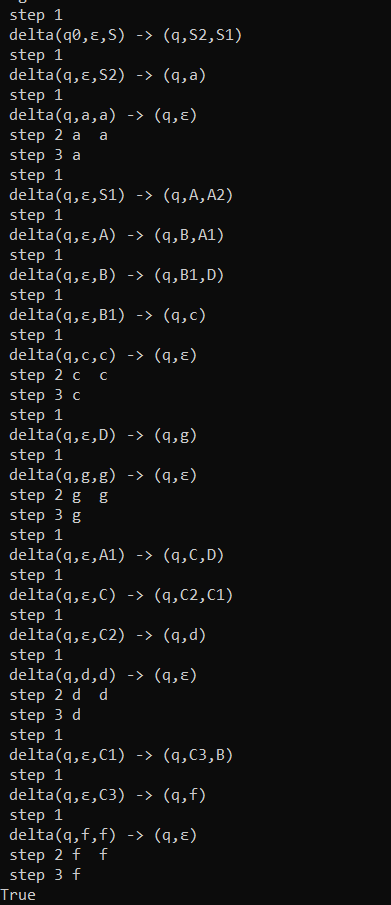 step 1
delta(q0,ε,S) -> (q,S2,S1)
step 1
delta(q,ε,S2) -> (q,a)
step 1
delta(q,a,a) -> (q,ε)
step 2 a  a
step 3 a
step 1
delta(q,ε,S1) -> (q,A,A2)
step 1
delta(q,ε,A) -> (q,B,A1)
step 1
delta(q,ε,B) -> (q,B1,D)
step 1
delta(q,ε,B1) -> (q,c)
step 1
delta(q,c,c) -> (q,ε)
step 2 c  c
step 3 c
step 1
delta(q,ε,D) -> (q,g)
step 1
delta(q,g,g) -> (q,ε)
step 2 g  g
step 3 g
step 1
delta(q,ε,A1) -> (q,C,D)
step 1
delta(q,ε,C) -> (q,C2,C1)
step 1
delta(q,ε,C2) -> (q,d)
step 1
delta(q,d,d) -> (q,ε)
step 2 d  d
step 3 d
step 1
delta(q,ε,C1) -> (q,C3,B)
step 1
delta(q,ε,C3) -> (q,f)
step 1
delta(q,f,f) -> (q,ε)
step 2 f  f
step 3 f
True